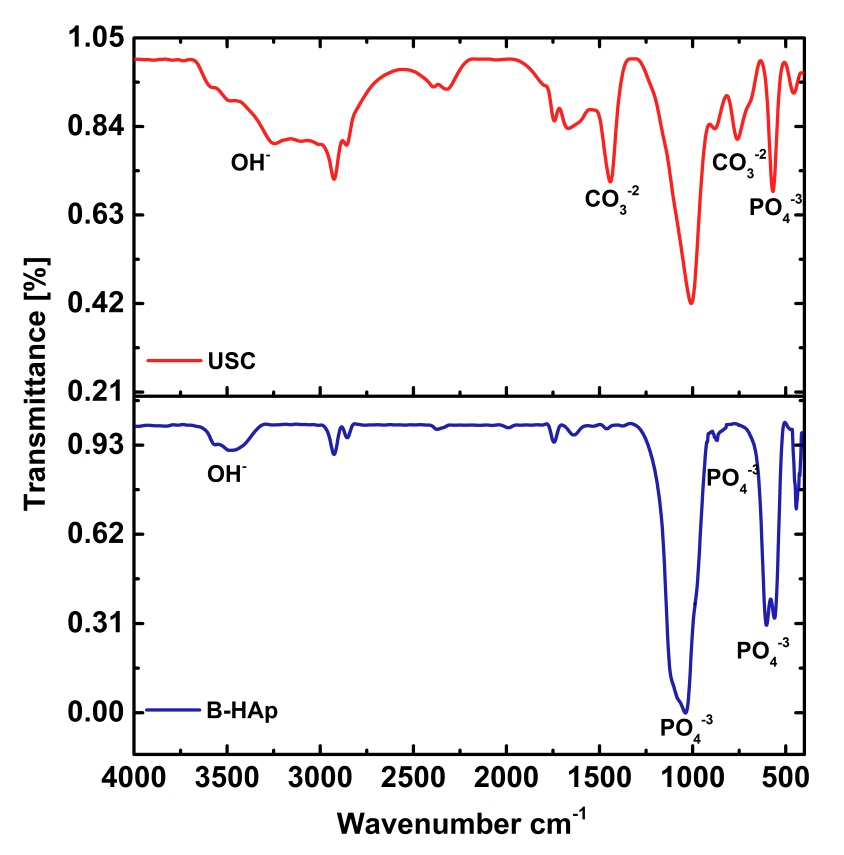 1.05
0.84
0.63
0.42
0.21
OH-
CO3-2
CO3-2
PO4-3
USC
0.93
0.62
0.31
0.00
OH-
PO4-3
PO4-3
PO4-3
B-HAp
4000 3500 3000 2500 2000 1500 1000 500
Wavenumber cm-1
Transmittance [%]